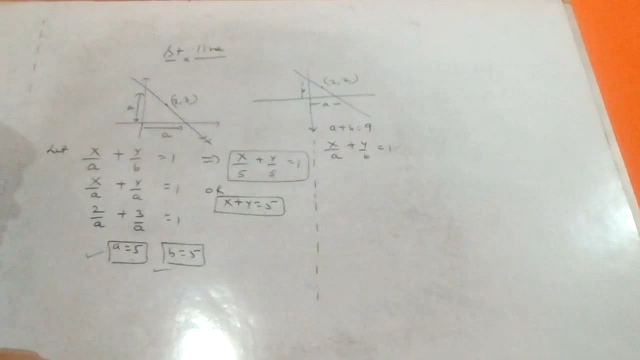 St. line
(2,3)
a
a
Let x/a + y/b = 1 ⇒ x/5 + y/5 = 1
x/a + y/a = 1 or
x+y=5
2/a + 3/a = 1
a=5 b=5
(2,2)
a
a+b=9
x/a + y/b = 1